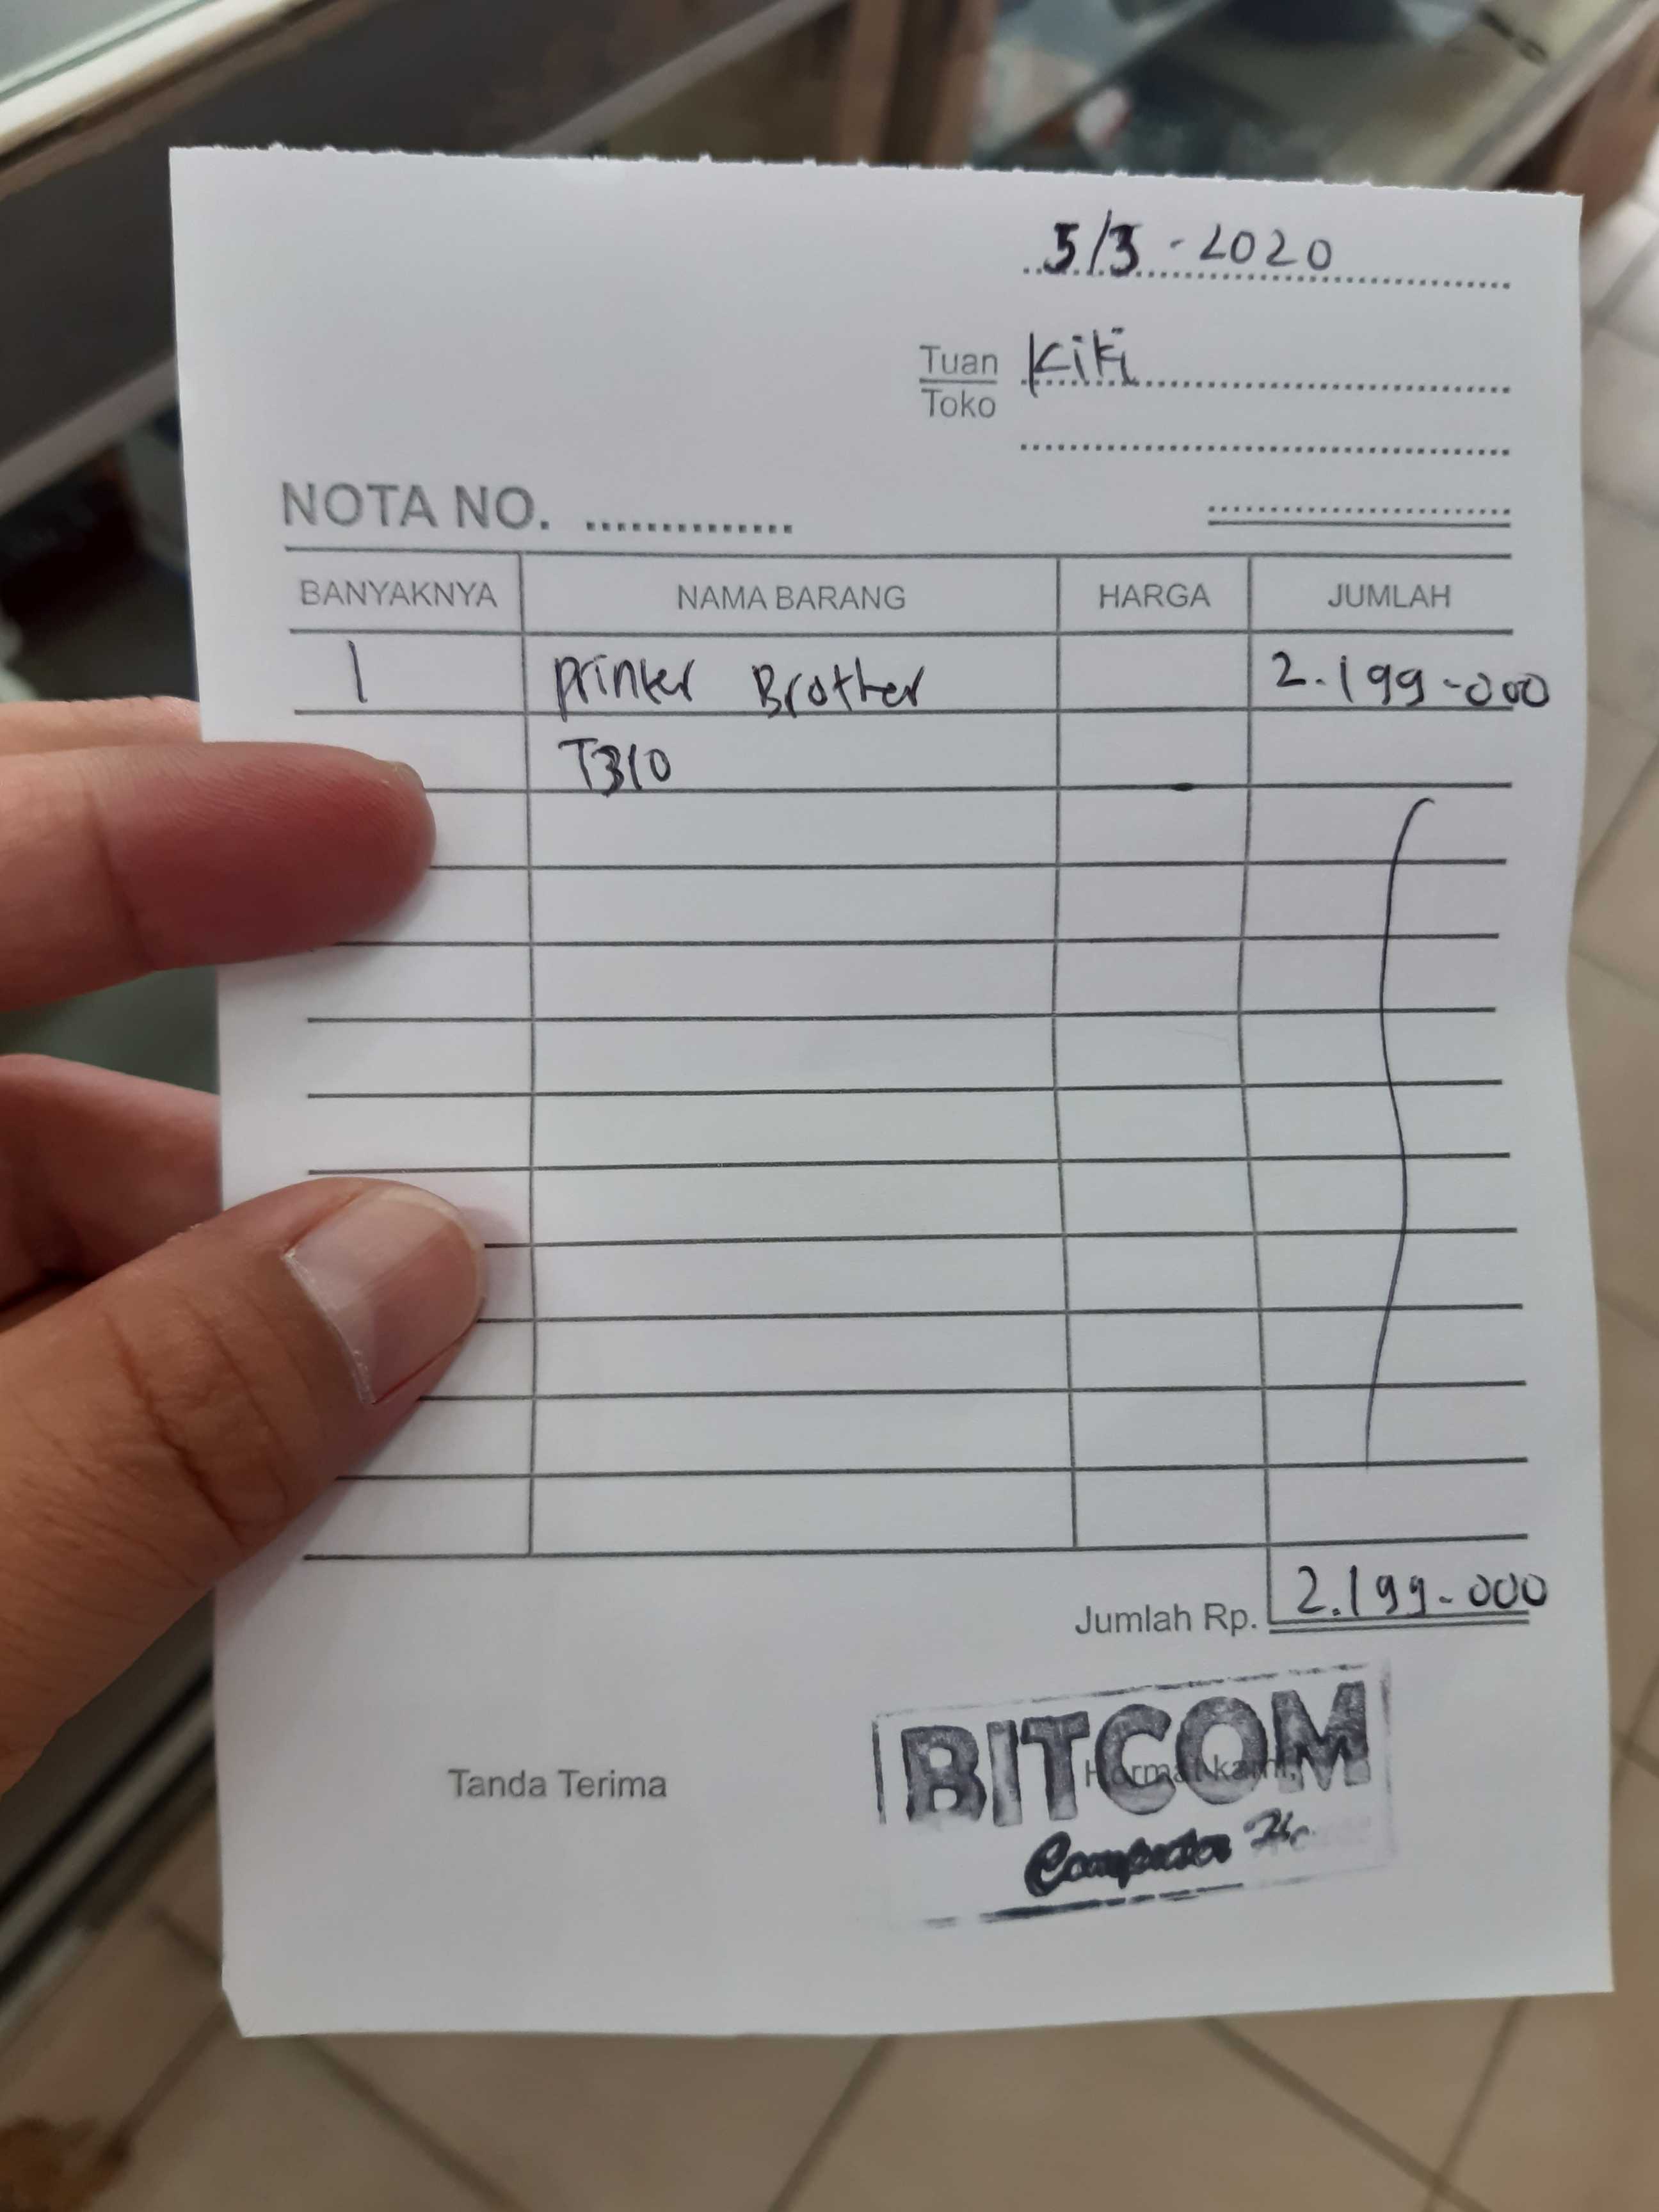 5/3 - 2020
Tuan Kiki
Toko
NOTA NO.
BANYAKNYA NAMA BARANG HARGA JUMLAH
1 Printer Brother 2.199-000
T310
Jumlah Rp. 2.199-000
Tanda Terima Hormat kami,
BITCOM
Computer